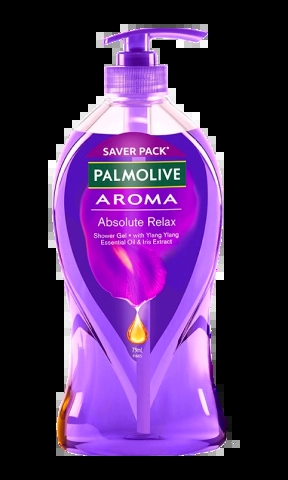 SAVER PACK*
PALMOLIVE
AROMA
Absolute Relax
Shower Gel • with Ylang Ylang
Essential Oil & Iris Extract